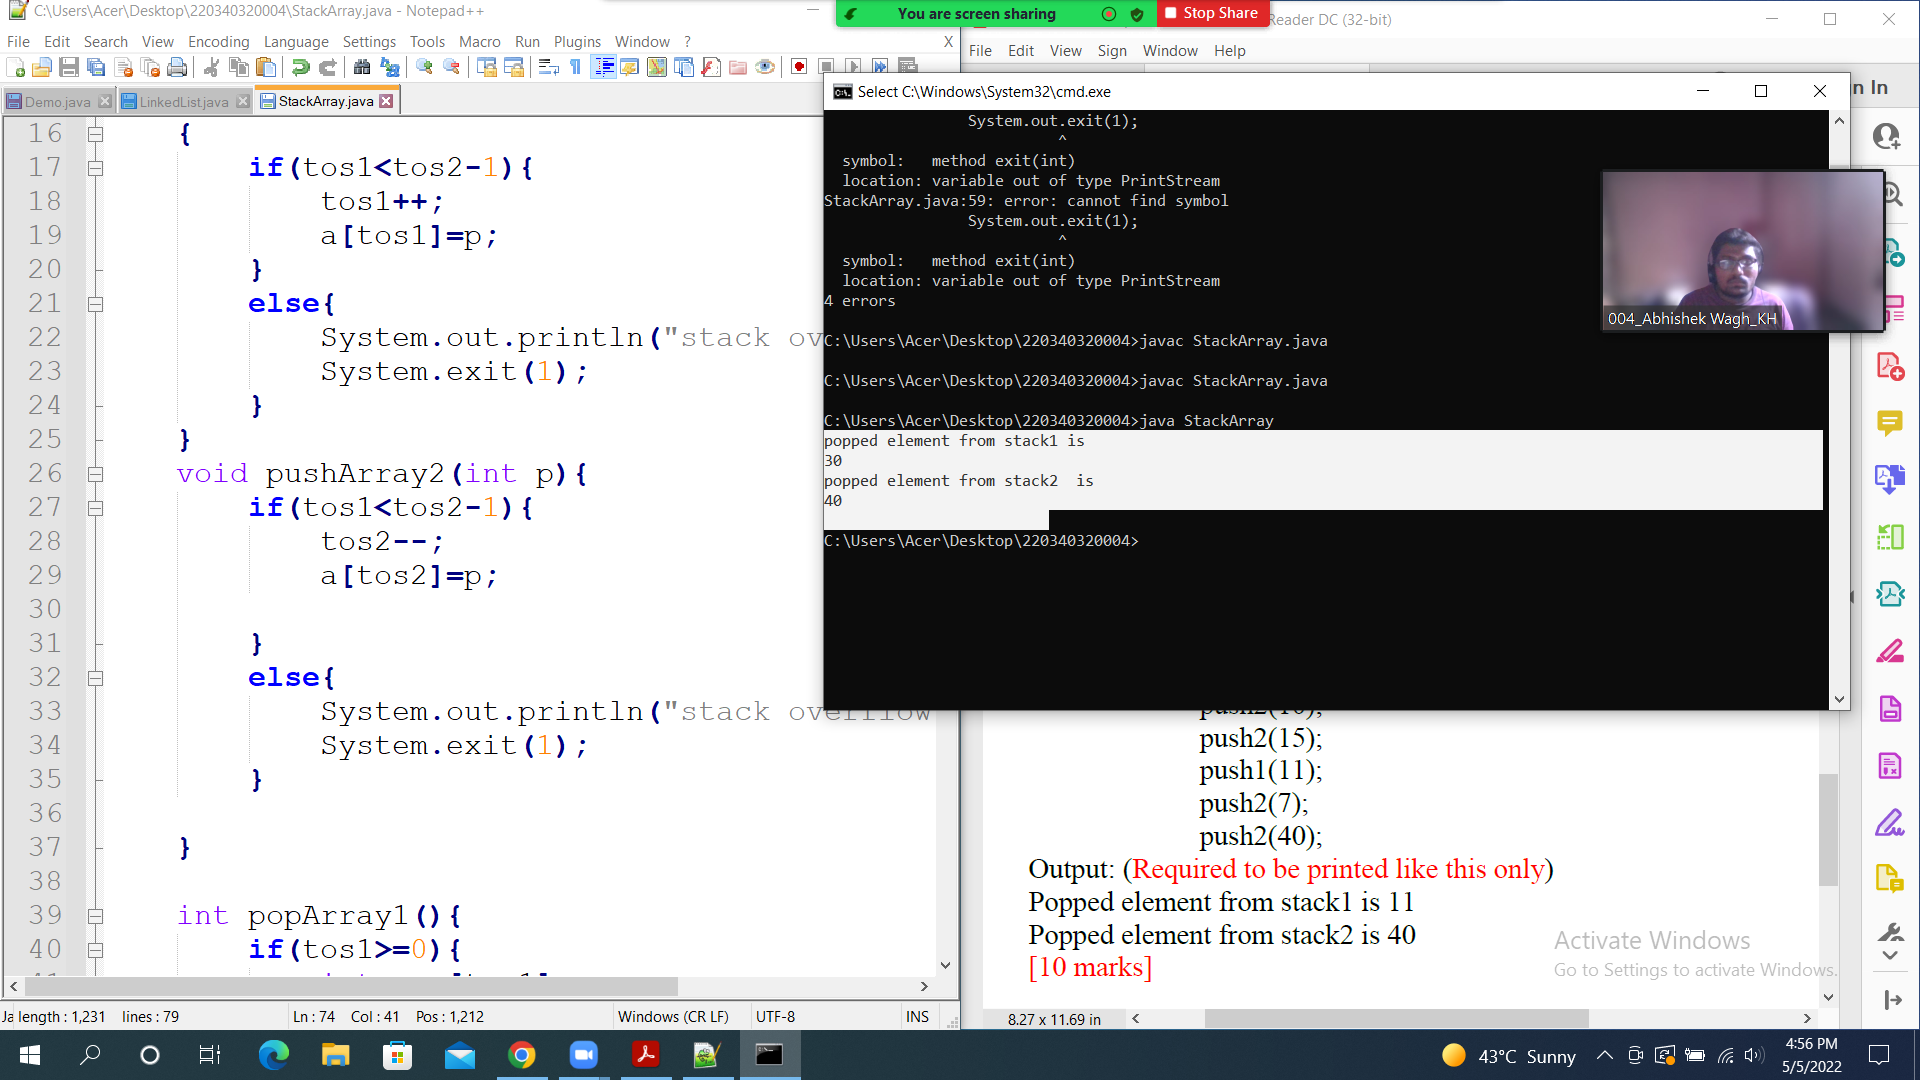 C:\Users\Acer\Desktop\220340320004\StackArray.java - Notepad++
File Edit Search View Encoding Language Settings Tools Macro Run Plugins Window ? X
Demo.java
LinkedList.java
StackArray.java
16 {
17 if(tos1<tos2-1){
18 tos1++;
19 a[tos1]=p;
20 }
21 else{
22 System.out.println("stack ov
23 System.exit(1);
24 }
25 }
26 void pushArray2(int p){
27 if(tos1<tos2-1){
28 tos2--;
29 a[tos2]=p;
30
31 }
32 else{
33 System.out.println("stack overflow
34 System.exit(1);
35 }
36
37 }
38
39 int popArray1(){
40 if(tos1>=0){
Ja length : 1,231 lines : 79 Ln : 74 Col : 41 Pos : 1,212 Windows (CR LF) UTF-8 INS
You are screen sharing
Stop Share
Reader DC (32-bit)
File Edit View Sign Window Help
n In
Select C:\Windows\System32\cmd.exe
System.out.exit(1);
^
symbol: method exit(int)
location: variable out of type PrintStream
StackArray.java:59: error: cannot find symbol
System.out.exit(1);
^
symbol: method exit(int)
location: variable out of type PrintStream
4 errors
C:\Users\Acer\Desktop\220340320004>javac StackArray.java
C:\Users\Acer\Desktop\220340320004>javac StackArray.java
C:\Users\Acer\Desktop\220340320004>java StackArray
popped element from stack1 is
30
popped element from stack2  is
40
C:\Users\Acer\Desktop\220340320004>
004_Abhishek Wagh_KH
push2(15);
push1(11);
push2(7);
push2(40);
Output: (Required to be printed like this only)
Popped element from stack1 is 11
Popped element from stack2 is 40
[10 marks]
Activate Windows
Go to Settings to activate Windows.
8.27 x 11.69 in
43°C Sunny
4:56 PM
5/5/2022